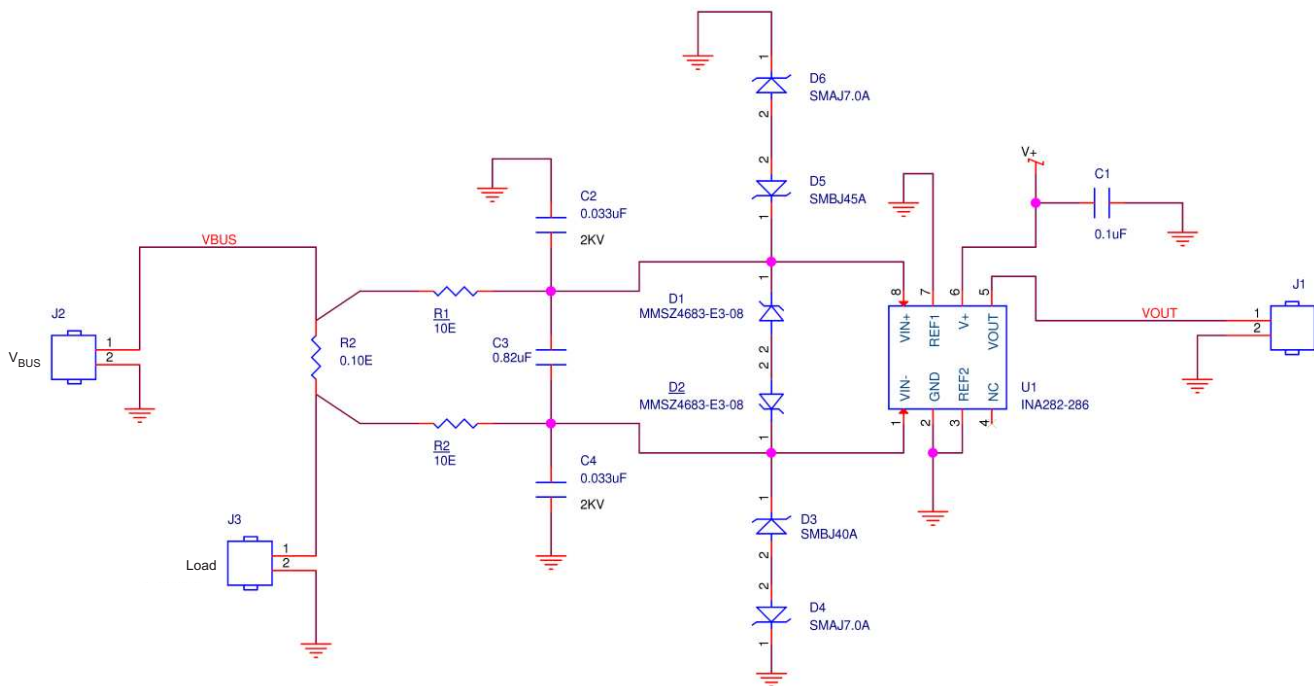 1
D6
SMAJ7.0A
2
2
D5
SMBJ45A
1
V+
C1
0.1uF
C2
0.033uF
2KV
VBUS
J2
1
2
VBUS
R1
10E
R2
0.10E
C3
0.82uF
1
D1
MMSZ4683-E3-08
2
2
D2
MMSZ4683-E3-08
1
8
7
6
5
VIN+
REF1
V+
VOUT
VIN-
GND
REF2
NC
1
2
3
4
U1
INA282-286
VOUT
J1
1
2
R2
10E
C4
0.033uF
2KV
J3
1
2
Load
1
D3
SMBJ40A
2
2
D4
SMAJ7.0A
1